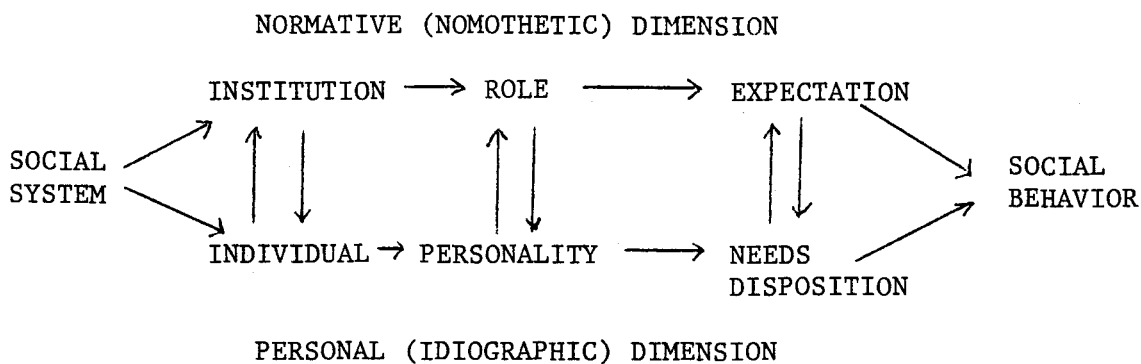 NORMATIVE (NOMOTHETIC) DIMENSION
INSTITUTION ROLE EXPECTATION
SOCIAL
SYSTEM
SOCIAL
BEHAVIOR
INDIVIDUAL PERSONALITY NEEDS
DISPOSITION
PERSONAL (IDIOGRAPHIC) DIMENSION